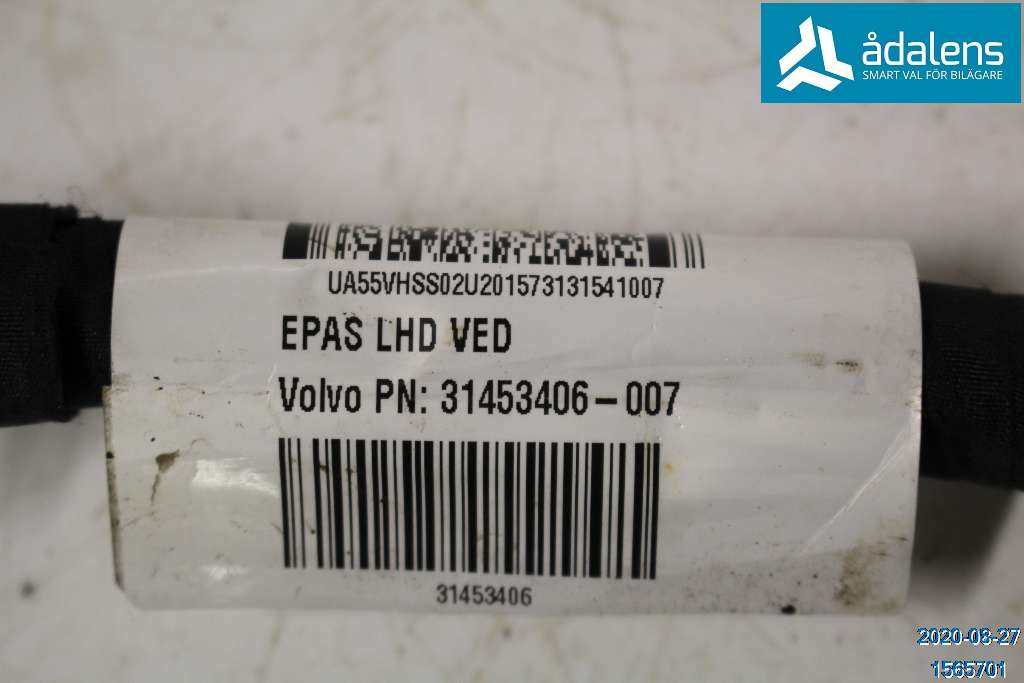 ådalens
SMART VAL FÖR BILÄGARE
UA55VHSS02U201573131541007
EPAS LHD VED
Volvo PN: 31453406-007
31453406
2020-08-27
1565701